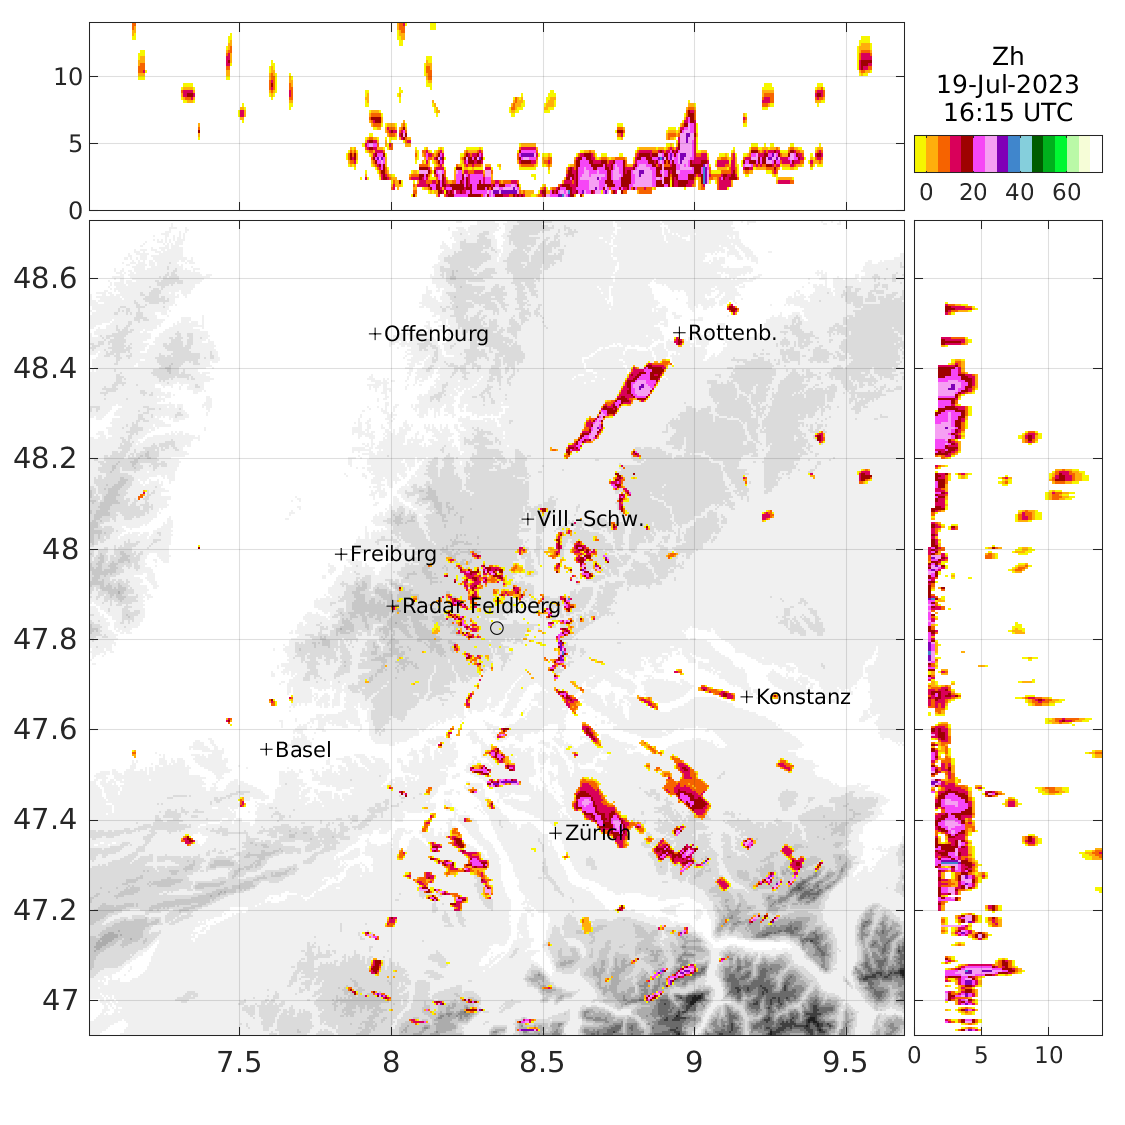 10
5
0
Zh
19-Jul-2023
16:15 UTC
0 20 40 60
48.6
48.4
48.2
48
47.8
47.6
47.4
47.2
47
+Offenburg
+Rottenb.
+Vill.-Schw.
+Freiburg
+Radar Feldberg
+Konstanz
+Basel
+Zürich
7.5 8 8.5 9 9.5
0 5 10